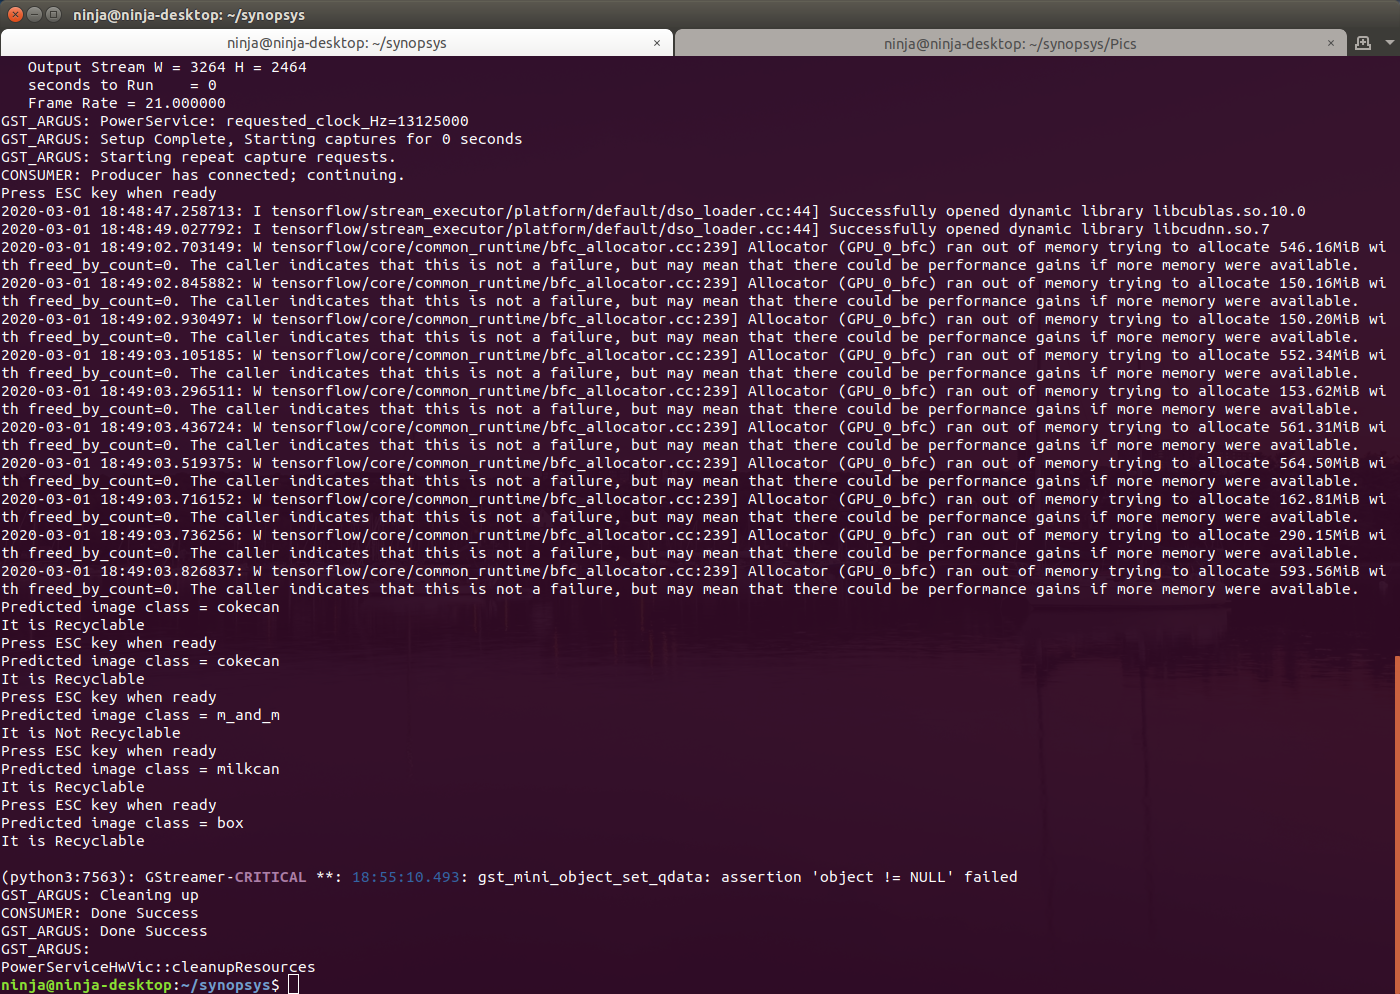 ninja@ninja-desktop: ~/synopsys
ninja@ninja-desktop: ~/synopsys × ninja@ninja-desktop: ~/synopsys/Pics ×
Output Stream W = 3264 H = 2464
seconds to Run    = 0
Frame Rate = 21.000000
GST_ARGUS: PowerService: requested_clock_Hz=13125000
GST_ARGUS: Setup Complete, Starting captures for 0 seconds
GST_ARGUS: Starting repeat capture requests.
CONSUMER: Producer has connected; continuing.
Press ESC key when ready
2020-03-01 18:48:47.258713: I tensorflow/stream_executor/platform/default/dso_loader.cc:44] Successfully opened dynamic library libcublas.so.10.0
2020-03-01 18:48:49.027792: I tensorflow/stream_executor/platform/default/dso_loader.cc:44] Successfully opened dynamic library libcudnn.so.7
2020-03-01 18:49:02.703149: W tensorflow/core/common_runtime/bfc_allocator.cc:239] Allocator (GPU_0_bfc) ran out of memory trying to allocate 546.16MiB wi
th freed_by_count=0. The caller indicates that this is not a failure, but may mean that there could be performance gains if more memory were available.
2020-03-01 18:49:02.845882: W tensorflow/core/common_runtime/bfc_allocator.cc:239] Allocator (GPU_0_bfc) ran out of memory trying to allocate 150.16MiB wi
th freed_by_count=0. The caller indicates that this is not a failure, but may mean that there could be performance gains if more memory were available.
2020-03-01 18:49:02.930497: W tensorflow/core/common_runtime/bfc_allocator.cc:239] Allocator (GPU_0_bfc) ran out of memory trying to allocate 150.20MiB wi
th freed_by_count=0. The caller indicates that this is not a failure, but may mean that there could be performance gains if more memory were available.
2020-03-01 18:49:03.105185: W tensorflow/core/common_runtime/bfc_allocator.cc:239] Allocator (GPU_0_bfc) ran out of memory trying to allocate 552.34MiB wi
th freed_by_count=0. The caller indicates that this is not a failure, but may mean that there could be performance gains if more memory were available.
2020-03-01 18:49:03.296511: W tensorflow/core/common_runtime/bfc_allocator.cc:239] Allocator (GPU_0_bfc) ran out of memory trying to allocate 153.62MiB wi
th freed_by_count=0. The caller indicates that this is not a failure, but may mean that there could be performance gains if more memory were available.
2020-03-01 18:49:03.436724: W tensorflow/core/common_runtime/bfc_allocator.cc:239] Allocator (GPU_0_bfc) ran out of memory trying to allocate 561.31MiB wi
th freed_by_count=0. The caller indicates that this is not a failure, but may mean that there could be performance gains if more memory were available.
2020-03-01 18:49:03.519375: W tensorflow/core/common_runtime/bfc_allocator.cc:239] Allocator (GPU_0_bfc) ran out of memory trying to allocate 564.50MiB wi
th freed_by_count=0. The caller indicates that this is not a failure, but may mean that there could be performance gains if more memory were available.
2020-03-01 18:49:03.716152: W tensorflow/core/common_runtime/bfc_allocator.cc:239] Allocator (GPU_0_bfc) ran out of memory trying to allocate 162.81MiB wi
th freed_by_count=0. The caller indicates that this is not a failure, but may mean that there could be performance gains if more memory were available.
2020-03-01 18:49:03.736256: W tensorflow/core/common_runtime/bfc_allocator.cc:239] Allocator (GPU_0_bfc) ran out of memory trying to allocate 290.15MiB wi
th freed_by_count=0. The caller indicates that this is not a failure, but may mean that there could be performance gains if more memory were available.
2020-03-01 18:49:03.826837: W tensorflow/core/common_runtime/bfc_allocator.cc:239] Allocator (GPU_0_bfc) ran out of memory trying to allocate 593.56MiB wi
th freed_by_count=0. The caller indicates that this is not a failure, but may mean that there could be performance gains if more memory were available.
Predicted image class = cokecan
It is Recyclable
Press ESC key when ready
Predicted image class = cokecan
It is Recyclable
Press ESC key when ready
Predicted image class = m_and_m
It is Not Recyclable
Press ESC key when ready
Predicted image class = milkcan
It is Recyclable
Press ESC key when ready
Predicted image class = box
It is Recyclable
(python3:7563): GStreamer-CRITICAL **: 18:55:10.493: gst_mini_object_set_qdata: assertion 'object != NULL' failed
GST_ARGUS: Cleaning up
CONSUMER: Done Success
GST_ARGUS: Done Success
GST_ARGUS:
PowerServiceHwVic::cleanupResources
ninja@ninja-desktop:~/synopsys$